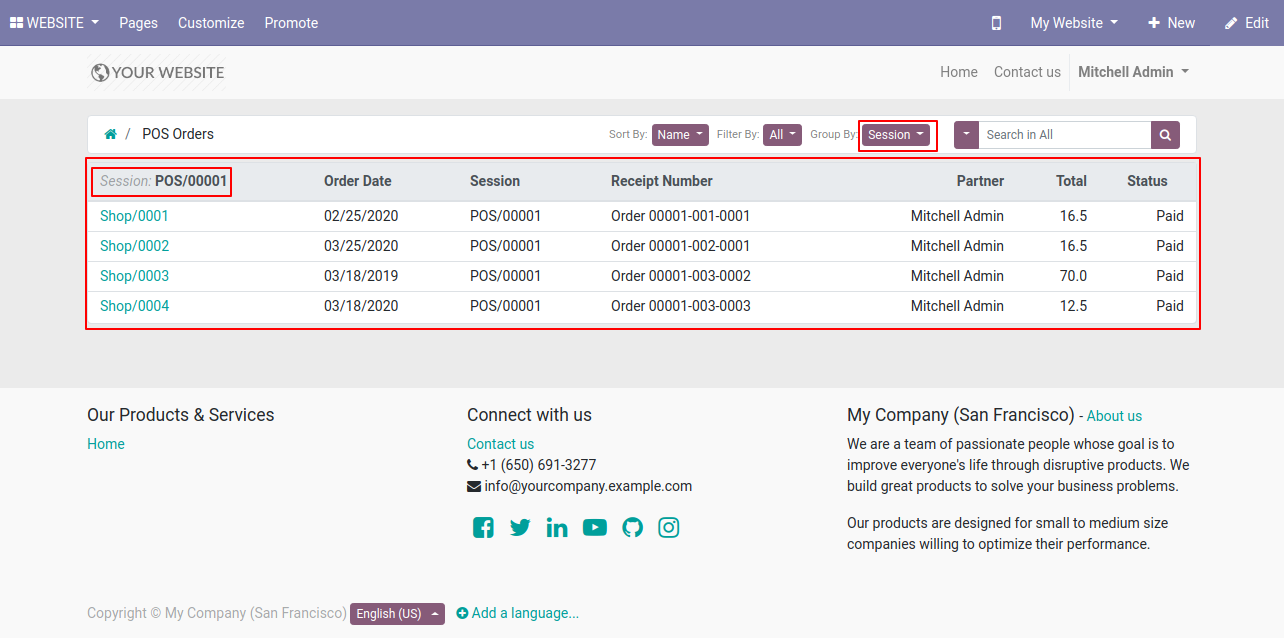 WEBSITE Pages Customize Promote My Website New Edit
YOUR WEBSITE Home Contact us Mitchell Admin
/ POS Orders Sort By: Name Filter By: All Group By: Session Search in All
Session: POS/00001 Order Date Session Receipt Number Partner Total Status
Shop/0001 02/25/2020 POS/00001 Order 00001-001-0001 Mitchell Admin 16.5 Paid
Shop/0002 03/25/2020 POS/00001 Order 00001-002-0001 Mitchell Admin 16.5 Paid
Shop/0003 03/18/2019 POS/00001 Order 00001-003-0002 Mitchell Admin 70.0 Paid
Shop/0004 03/18/2020 POS/00001 Order 00001-003-0003 Mitchell Admin 12.5 Paid
Our Products & Services
Home
Connect with us
Contact us
+1 (650) 691-3277
info@yourcompany.example.com
My Company (San Francisco) - About us
We are a team of passionate people whose goal is to
improve everyone's life through disruptive products. We
build great products to solve your business problems.
Our products are designed for small to medium size
companies willing to optimize their performance.
Copyright © My Company (San Francisco) English (US) Add a language...